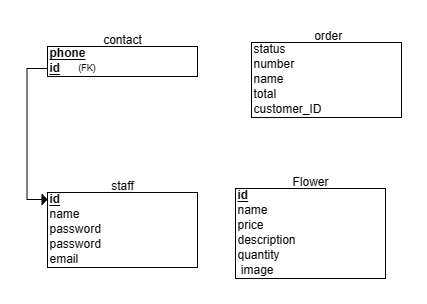 contact
phone
id (FK)
order
status
number
name
total
customer_ID
staff
id
name
password
password
email
Flower
id
name
price
description
quantity
image